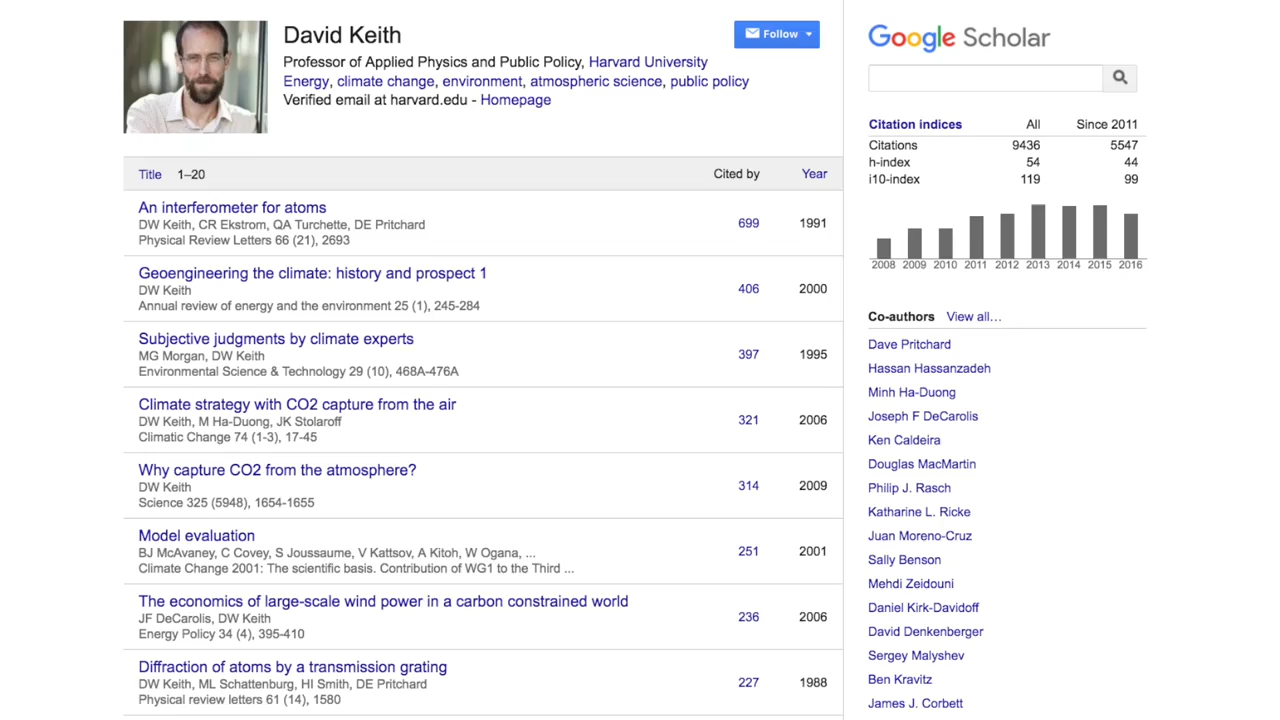 David Keith
Follow
Professor of Applied Physics and Public Policy, Harvard University
Energy, climate change, environment, atmospheric science, public policy
Verified email at harvard.edu - Homepage
Title 1–20 Cited by Year
An interferometer for atoms
DW Keith, CR Ekstrom, QA Turchette, DE Pritchard
Physical Review Letters 66 (21), 2693
699 1991
Geoengineering the climate: history and prospect 1
DW Keith
Annual review of energy and the environment 25 (1), 245-284
406 2000
Subjective judgments by climate experts
MG Morgan, DW Keith
Environmental Science & Technology 29 (10), 468A-476A
397 1995
Climate strategy with CO2 capture from the air
DW Keith, M Ha-Duong, JK Stolaroff
Climatic Change 74 (1-3), 17-45
321 2006
Why capture CO2 from the atmosphere?
DW Keith
Science 325 (5948), 1654-1655
314 2009
Model evaluation
BJ McAvaney, C Covey, S Joussaume, V Kattsov, A Kitoh, W Ogana, ...
Climate Change 2001: The scientific basis. Contribution of WG1 to the Third ...
251 2001
The economics of large-scale wind power in a carbon constrained world
JF DeCarolis, DW Keith
Energy Policy 34 (4), 395-410
236 2006
Diffraction of atoms by a transmission grating
DW Keith, ML Schattenburg, HI Smith, DE Pritchard
Physical review letters 61 (14), 1580
227 1988
Google Scholar
Citation indices All Since 2011
Citations 9436 5547
h-index 54 44
i10-index 119 99
2008 2009 2010 2011 2012 2013 2014 2015 2016
Co-authors View all...
Dave Pritchard
Hassan Hassanzadeh
Minh Ha-Duong
Joseph F DeCarolis
Ken Caldeira
Douglas MacMartin
Philip J. Rasch
Katharine L. Ricke
Juan Moreno-Cruz
Sally Benson
Mehdi Zeidouni
Daniel Kirk-Davidoff
David Denkenberger
Sergey Malyshev
Ben Kravitz
James J. Corbett